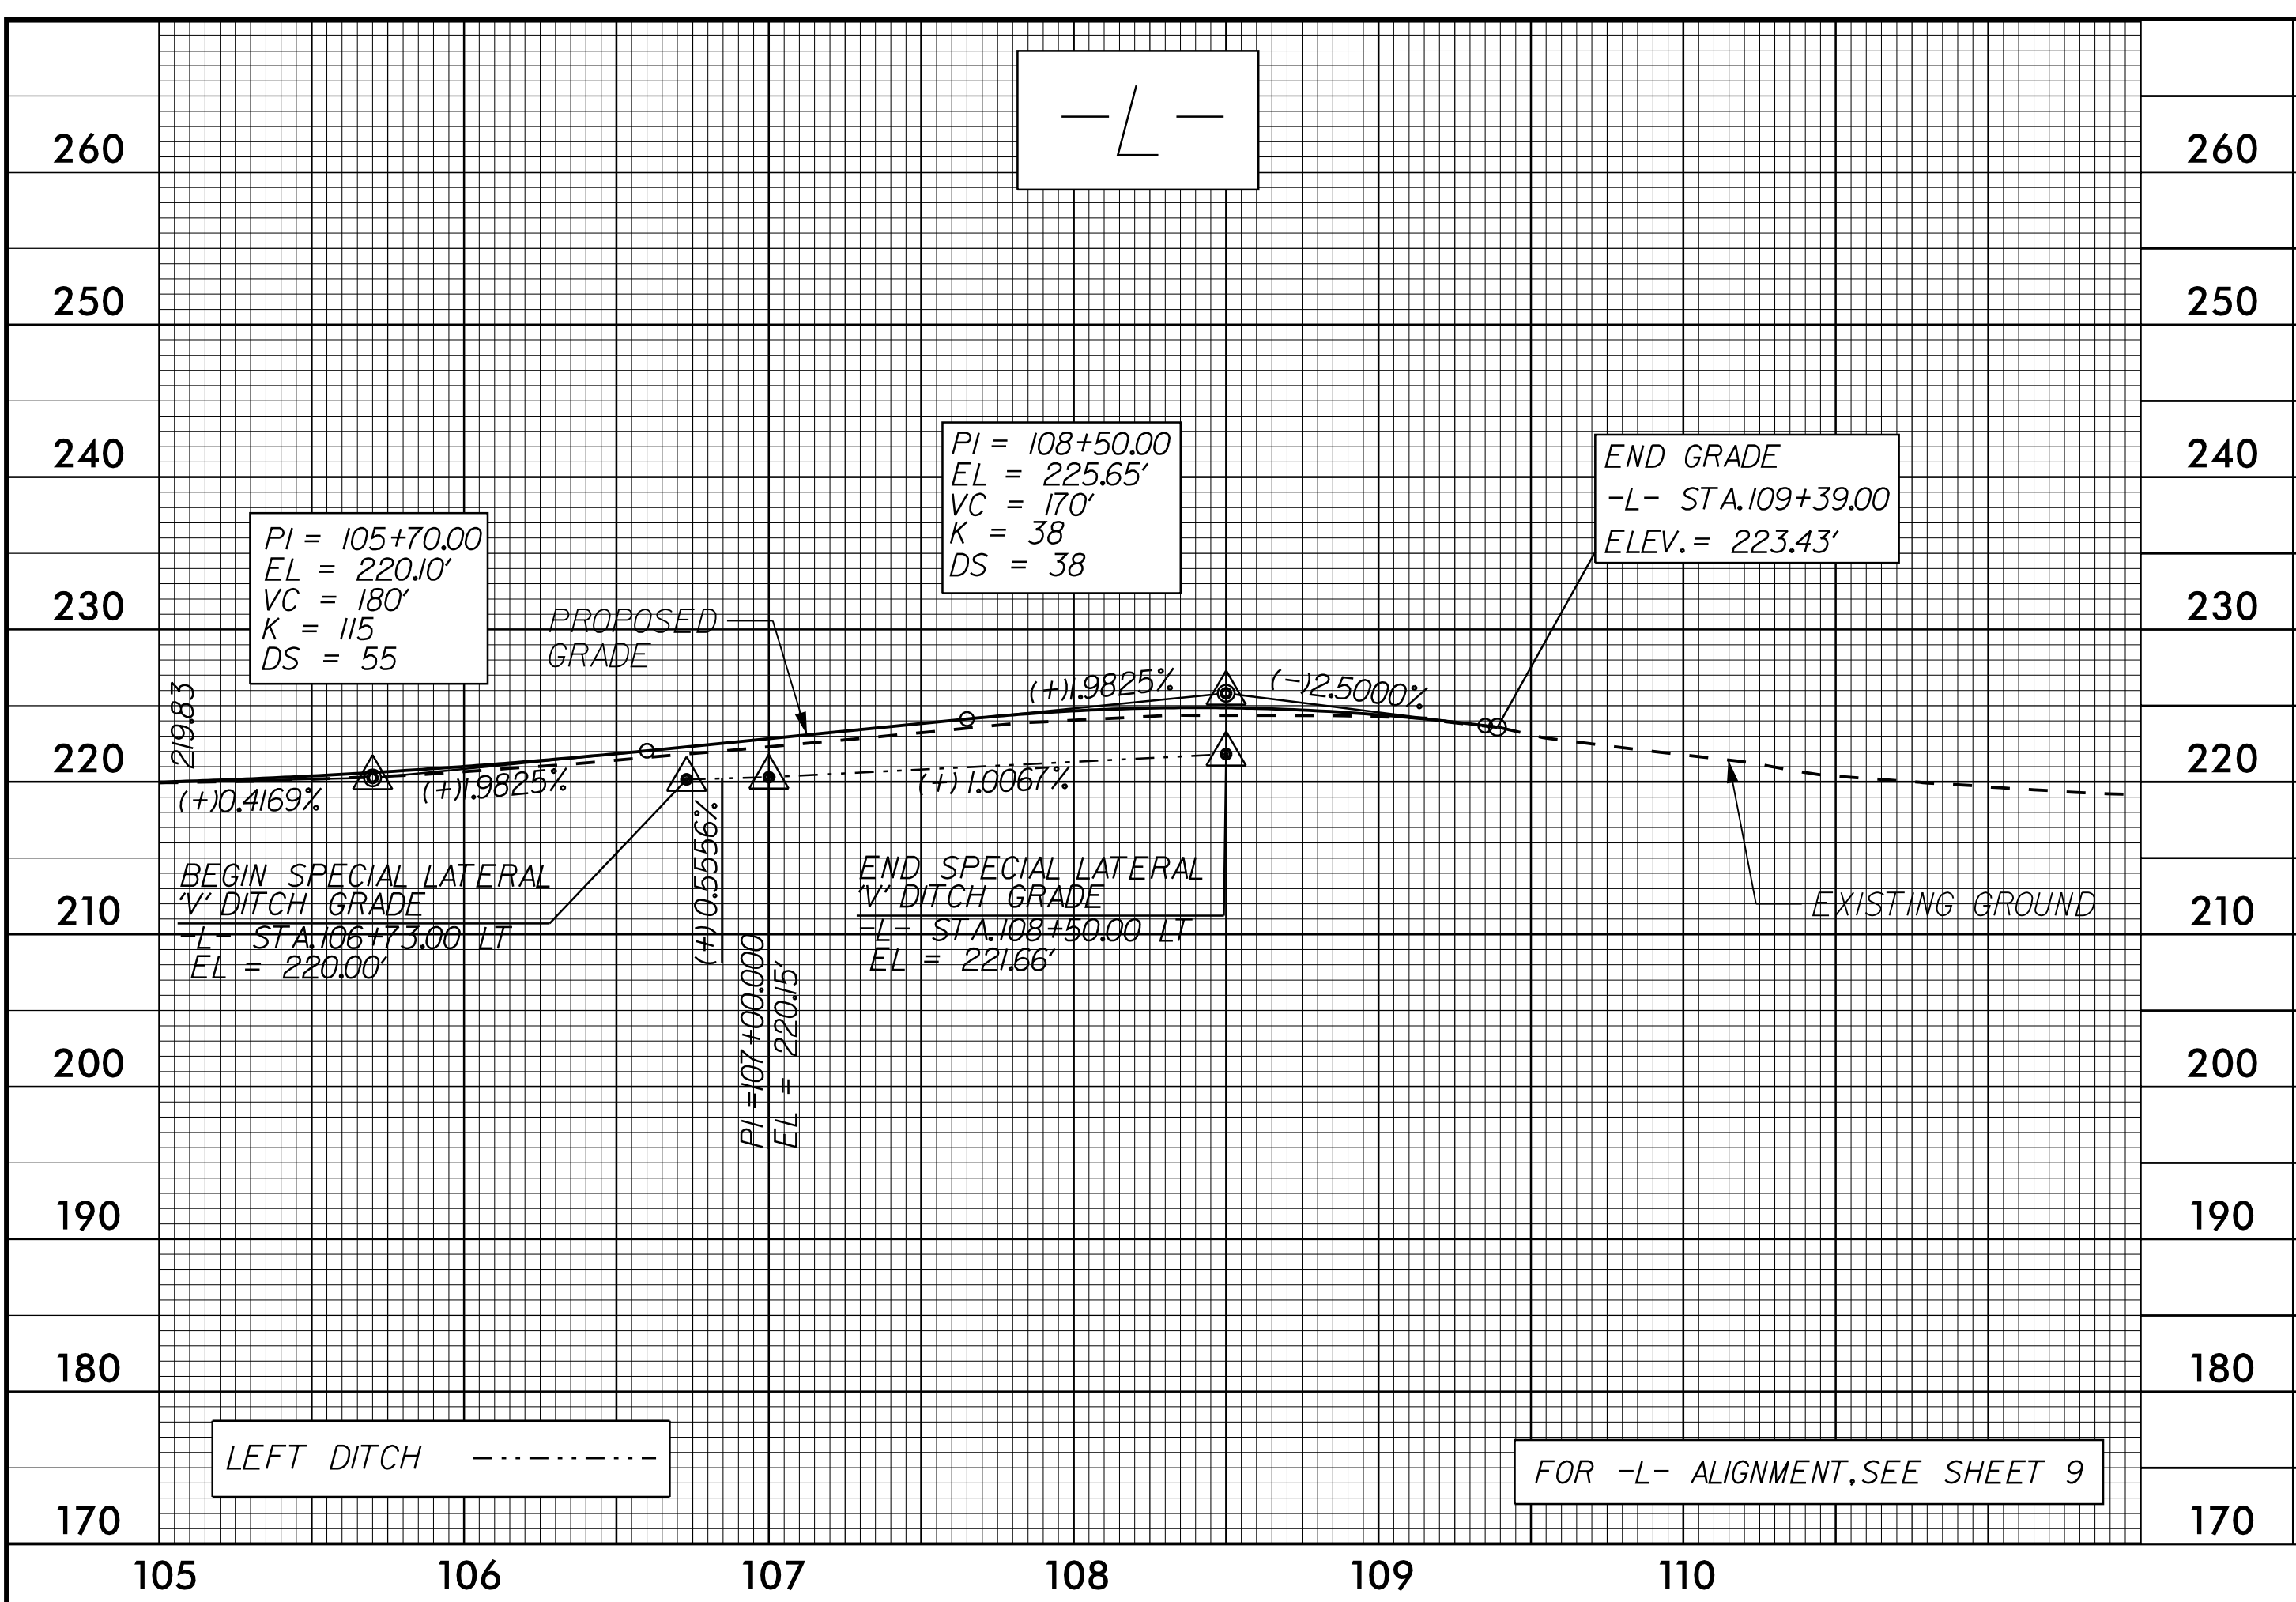 -L-
260
260
250
250
240
240
230
230
220
220
210
210
200
200
190
190
180
180
170
170
PI = 105+70.00
EL = 220.10'
VC = 180'
K = 115
DS = 55
PI = 108+50.00
EL = 225.65'
VC = 170'
K = 38
DS = 38
END GRADE
-L- STA.109+39.00
ELEV.= 223.43'
PROPOSED
GRADE
219.83
(+)0.4169%
(+)1.9825%
(+)1.9825%
(-)2.5000%
(+)0.5556%
(+)1.0067%
BEGIN SPECIAL LATERAL
'V' DITCH GRADE
-L- STA.106+73.00 LT
EL = 220.00'
PI =107+00.000
EL = 220.15'
END SPECIAL LATERAL
'V' DITCH GRADE
-L- STA.108+50.00 LT
EL = 221.66'
EXISTING GROUND
LEFT DITCH
FOR -L- ALIGNMENT,SEE SHEET 9
105
106
107
108
109
110